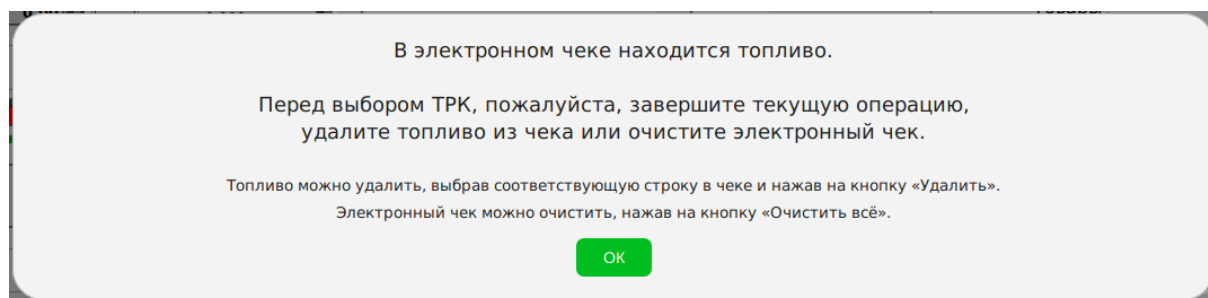 В электронном чеке находится топливо.
Перед выбором ТРК, пожалуйста, завершите текущую операцию,
удалите топливо из чека или очистите электронный чек.
Топливо можно удалить, выбрав соответствующую строку в чеке и нажав на кнопку «Удалить».
Электронный чек можно очистить, нажав на кнопку «Очистить всё».
ОК